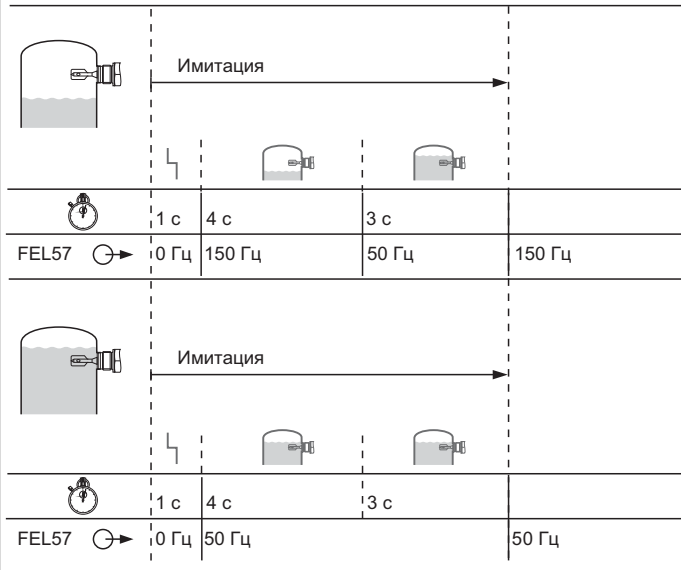 Имитация
1 с 4 с 3 с
FEL57 0 Гц 150 Гц 50 Гц 150 Гц
Имитация
1 с 4 с 3 с
FEL57 0 Гц 50 Гц 50 Гц